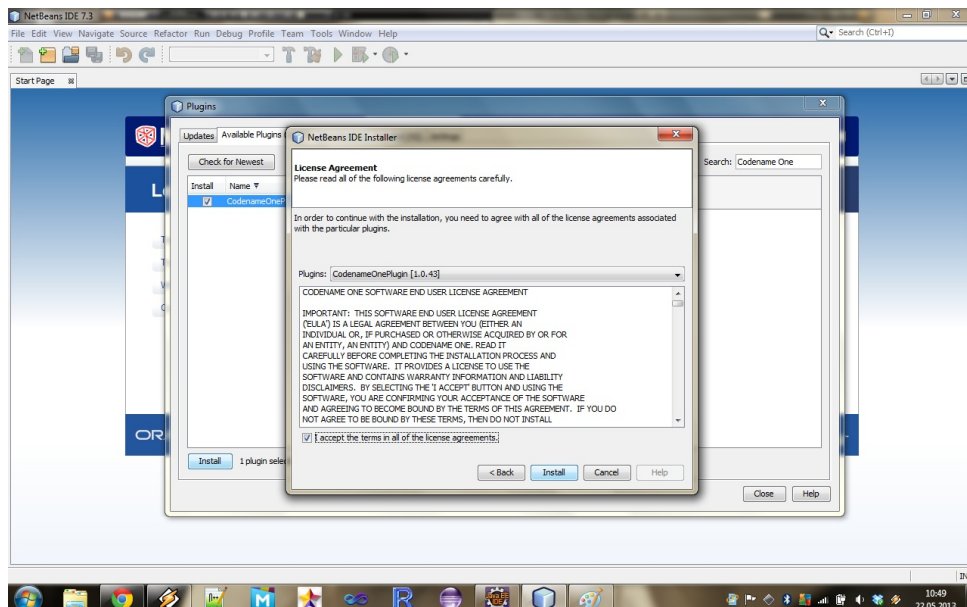 NetBeans IDE 7.3
File Edit View Navigate Source Refactor Run Debug Profile Team Tools Window Help
Search (Ctrl+I)
Start Page
Plugins
Updates Available Plugins
Check for Newest
Search: Codename One
Install Name
CodenameOneP
NetBeans IDE Installer
License Agreement
Please read all of the following license agreements carefully.
In order to continue with the installation, you need to agree with all of the license agreements associated
with the particular plugins.
Plugins: CodenameOnePlugin [1.0.43]
CODENAME ONE SOFTWARE END USER LICENSE AGREEMENT
IMPORTANT: THIS SOFTWARE END USER LICENSE AGREEMENT
('EULA') IS A LEGAL AGREEMENT BETWEEN YOU (EITHER AN
INDIVIDUAL OR, IF PURCHASED OR OTHERWISE ACQUIRED BY OR FOR
AN ENTITY, AN ENTITY) AND CODENAME ONE. READ IT
CAREFULLY BEFORE COMPLETING THE INSTALLATION PROCESS AND
USING THE SOFTWARE. IT PROVIDES A LICENSE TO USE THE
SOFTWARE AND CONTAINS WARRANTY INFORMATION AND LIABILITY
DISCLAIMERS. BY SELECTING THE 'I ACCEPT' BUTTON AND USING THE
SOFTWARE, YOU ARE CONFIRMING YOUR ACCEPTANCE OF THE SOFTWARE
AND AGREEING TO BECOME BOUND BY THE TERMS OF THIS AGREEMENT. IF YOU DO
NOT AGREE TO BE BOUND BY THESE TERMS, THEN DO NOT INSTALL
I accept the terms in all of the license agreements.
< Back Install Cancel Help
Install 1 plugin selec
Close Help
10:49